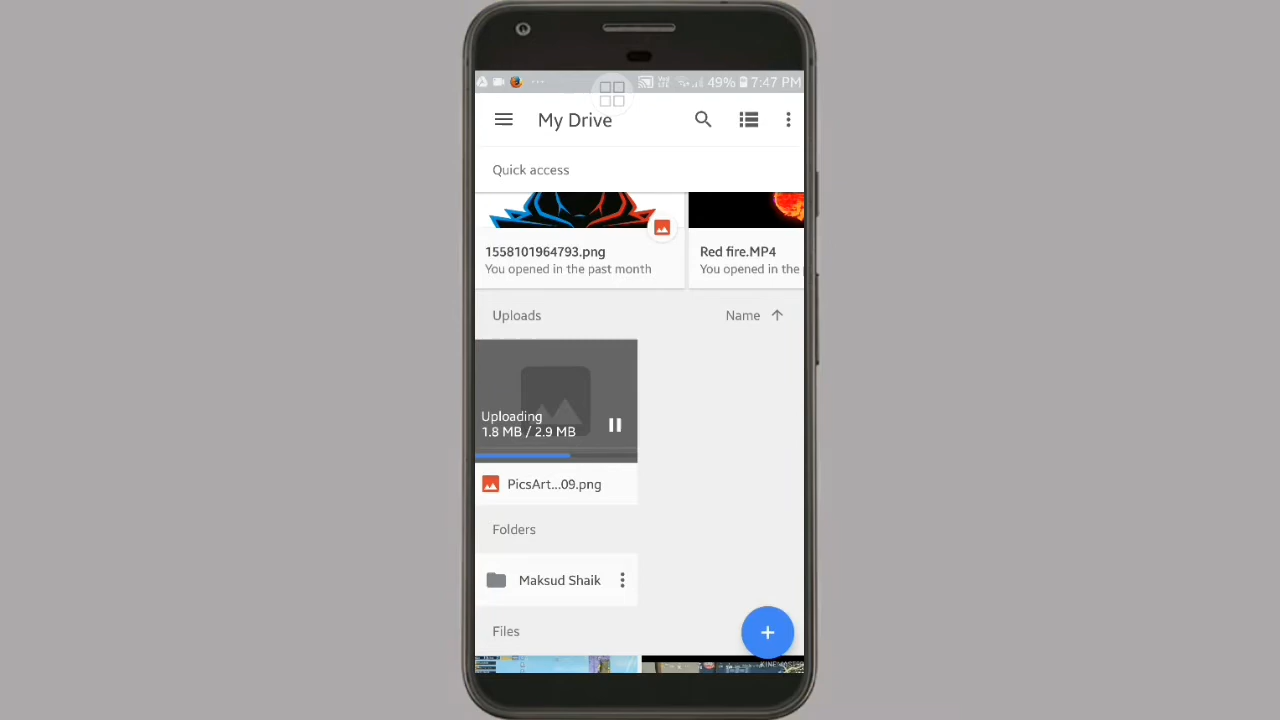 49% 7:47 PM
My Drive
Quick access
1558101964793.png
You opened in the past month
Red fire.MP4
You opened in the
Uploads
Name
Uploading
1.8 MB / 2.9 MB
PicsArt...09.png
Folders
Maksud Shaik
Files
KINEMASTER